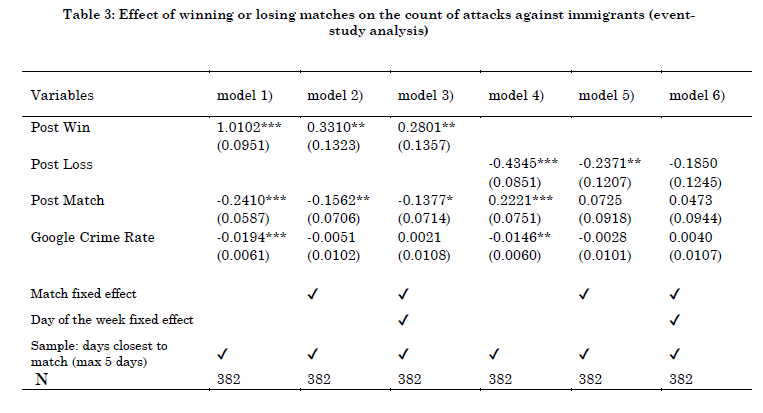 Table 3: Effect of winning or losing matches on the count of attacks against immigrants (event-
study analysis)
Variables model 1) model 2) model 3) model 4) model 5) model 6)
Post Win 1.0102*** 0.3310** 0.2801**
(0.0951) (0.1323) (0.1357)
Post Loss -0.4345*** -0.2371** -0.1850
(0.0851) (0.1207) (0.1245)
Post Match -0.2410*** -0.1562** -0.1377* 0.2221*** 0.0725 0.0473
(0.0587) (0.0706) (0.0714) (0.0751) (0.0918) (0.0944)
Google Crime Rate -0.0194*** -0.0051 0.0021 -0.0146** -0.0028 0.0040
(0.0061) (0.0102) (0.0108) (0.0060) (0.0101) (0.0107)
Match fixed effect ✓ ✓ ✓ ✓
Day of the week fixed effect ✓ ✓
Sample: days closest to
match (max 5 days) ✓ ✓ ✓ ✓ ✓ ✓
N 382 382 382 382 382 382